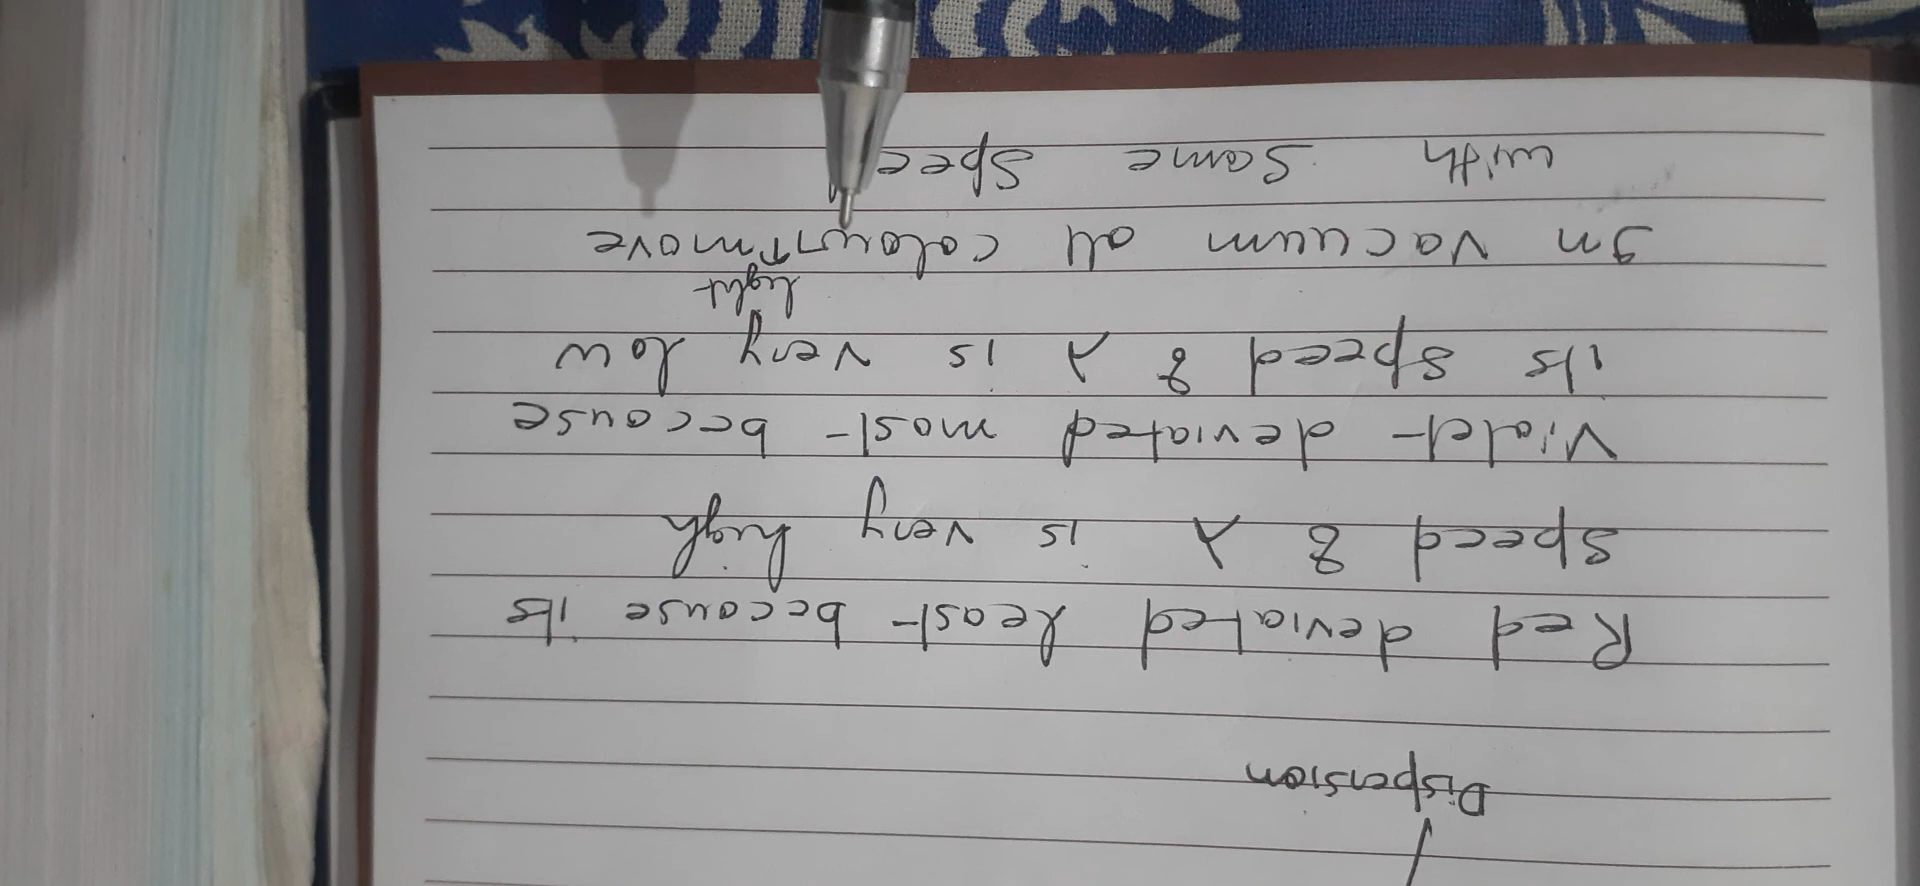 Dispersion
Red deviated least because its
speed & λ is very high
Violet deviated most because
its speed & λ is very low
light
In vacuum all colour move
with same